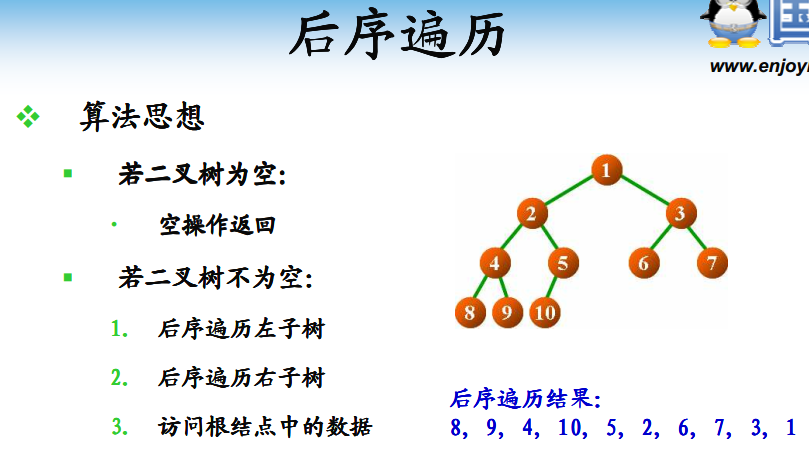 后序遍历
国
www.enjoy
算法思想
若二叉树为空:
空操作返回
若二叉树不为空:
1. 后序遍历左子树
2. 后序遍历右子树
3. 访问根结点中的数据
1
2 3
4 5 6 7
8 9 10
后序遍历结果:
8, 9, 4, 10, 5, 2, 6, 7, 3, 1